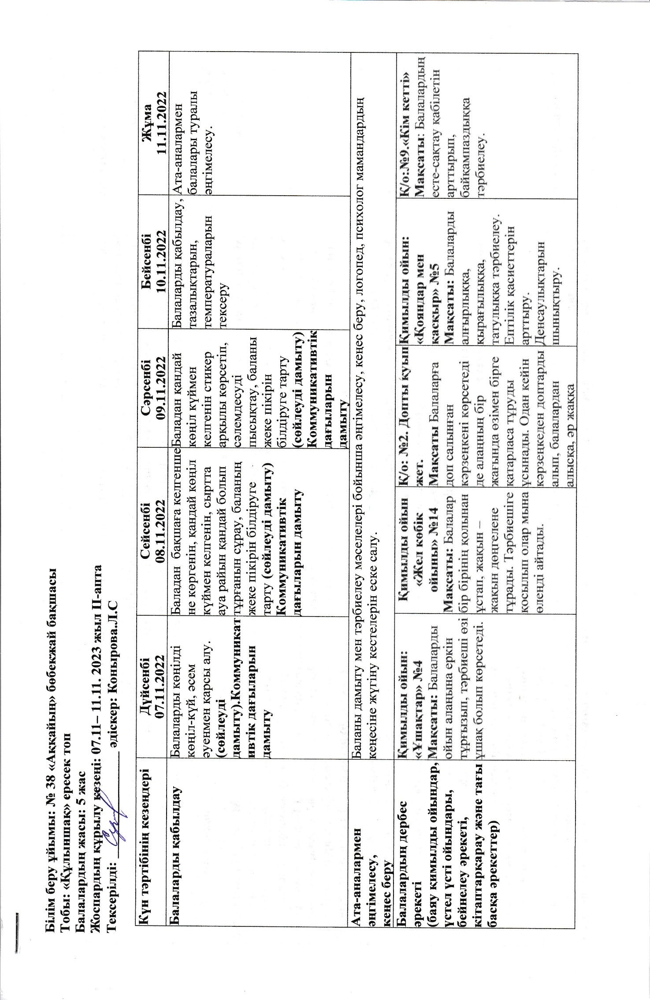 Білім беру ұйымы: № 38 «Аққайың» бөбекжай бақшасы
Тобы: «Құлыншақ» ересек топ
Балалардың жасы: 5 жас
Жоспардың құрылу кезеңі: 07.11– 11.11. 2023 жыл II-апта
Тексерілді: әдіскер: Конырова.Л.С
Күн тәртібінің кезеңдері
Дүйсенбі
07.11.2022
Сейсенбі
08.11.2022
Сәрсенбі
09.11.2022
Бейсенбі
10.11.2022
Жұма
11.11.2022
Балаларды қабылдау
Балаларды көңілді
көңіл-күй, әсем
әуенмен қарсы алу.
(сөйлеуді
дамыту).Коммуникат
ивтік дағыларын
дамыту
Баладан бақшаға келгенше
не көргенін, қандай көңіл
күймен келгенін, сыртта
ауа райын қандай болып
тұрғанын сұрау, баланың
жеке пікірін білдіруге
тарту (сөйлеуді дамыту)
Коммуникативтік
дағыларын дамыту
Баладан қандай
көңіл күймен
келгенін стикер
арқылы көрсетіп,
сәлемдесуді
пысықтау, баланы
жеке пікірін
білдіруге тарту
(сөйлеуді дамыту)
Коммуникативтік
дағыларын
дамыту
Балаларды қабылдау,
тазалықтарын,
температураларын
тексеру
Ата-аналармен
балалары туралы
әңгімелесу.
Ата-аналармен
әңгімелесу,
кеңес беру
Баланы дамыту мен тәрбиелеу мәселелері бойынша әңгімелесу, кеңес беру, логопед, психолог мамандардың
кеңесіне жүгіну кестелерін еске салу.
Балалардың дербес
әрекеті
(баяу қимылды ойындар,
үстел үсті ойындары,
бейнелеу әрекеті,
кітаптарқарау және тағы
басқа әрекеттер)
Қимылды ойын:
«Ұшақтар» №4
Мақсаты: Балаларды
ойын алаңына еркін
тұрғызып, тәрбиеші өзі
ұшақ болып көрсетеді.
Қимылды ойын
«Жел көбік
ойыны» №14
Мақсаты: Балалар
бір бірінің қолынан
ұстап, жақын –
жақын дөңгелене
тұрады. Тәрбиешіге
қосылып олар мына
өлеңді айтады.
Қ/о: №2. Допты қуып
жет.
Мақсаты Балаларға
доп салынған
кәрзеңкені көрсетеді
де алаңның бір
жағында өзімен бірге
қатарласа тұруды
ұсынады. Одан кейін
кәрзеңкеден доптарды
алып, балалардан
алысқа, әр жаққа
Қимылды ойын:
«Қояндар мен
қасқыр» №5
Мақсаты: Балаларды
алғырлыққа,
қырағылыққа,
татулыққа тәрбиелеу.
Ептілік қасиеттерін
арттыру.
Денсаулықтарын
шынықтыру.
Қ/о:№9.«Кім кетті»
Мақсаты: Балалардың
есте-сақтау қабілетін
арттырып,
байқампаздыққа
тәрбиелеу.